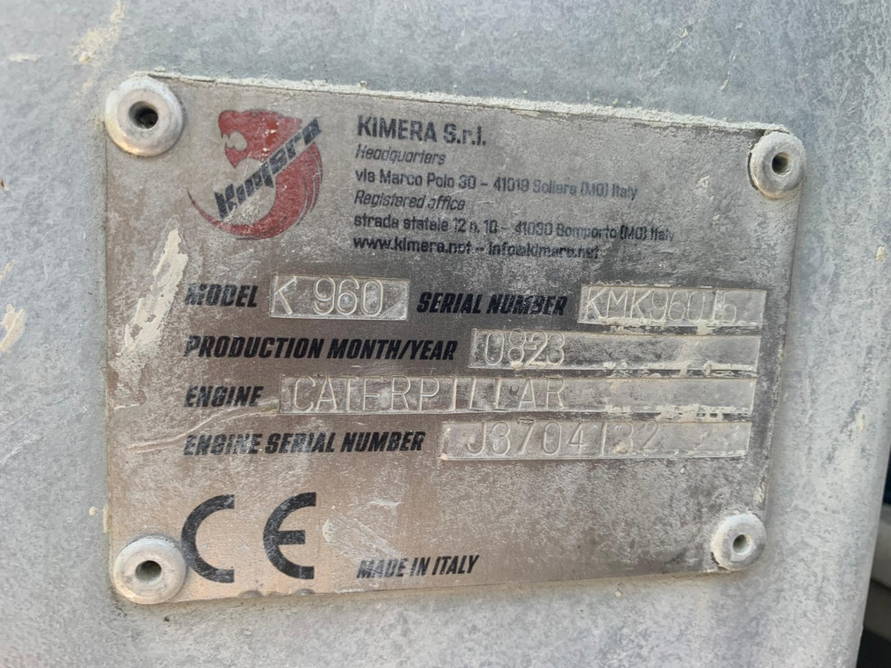 Kimera
KIMERA S.r.l.
Headquarters
via Marco Polo 30 - 41019 Soliera (MO) Italy
Registered office
strada statale 12 n. 10 - 41030 Bomporto (MO) Italy
www.kimera.net - info@kimera.net
MODEL K 960 SERIAL NUMBER KMK96015
PRODUCTION MONTH/YEAR 0823
ENGINE CATERPILLAR
ENGINE SERIAL NUMBER J3704132
CE
MADE IN ITALY